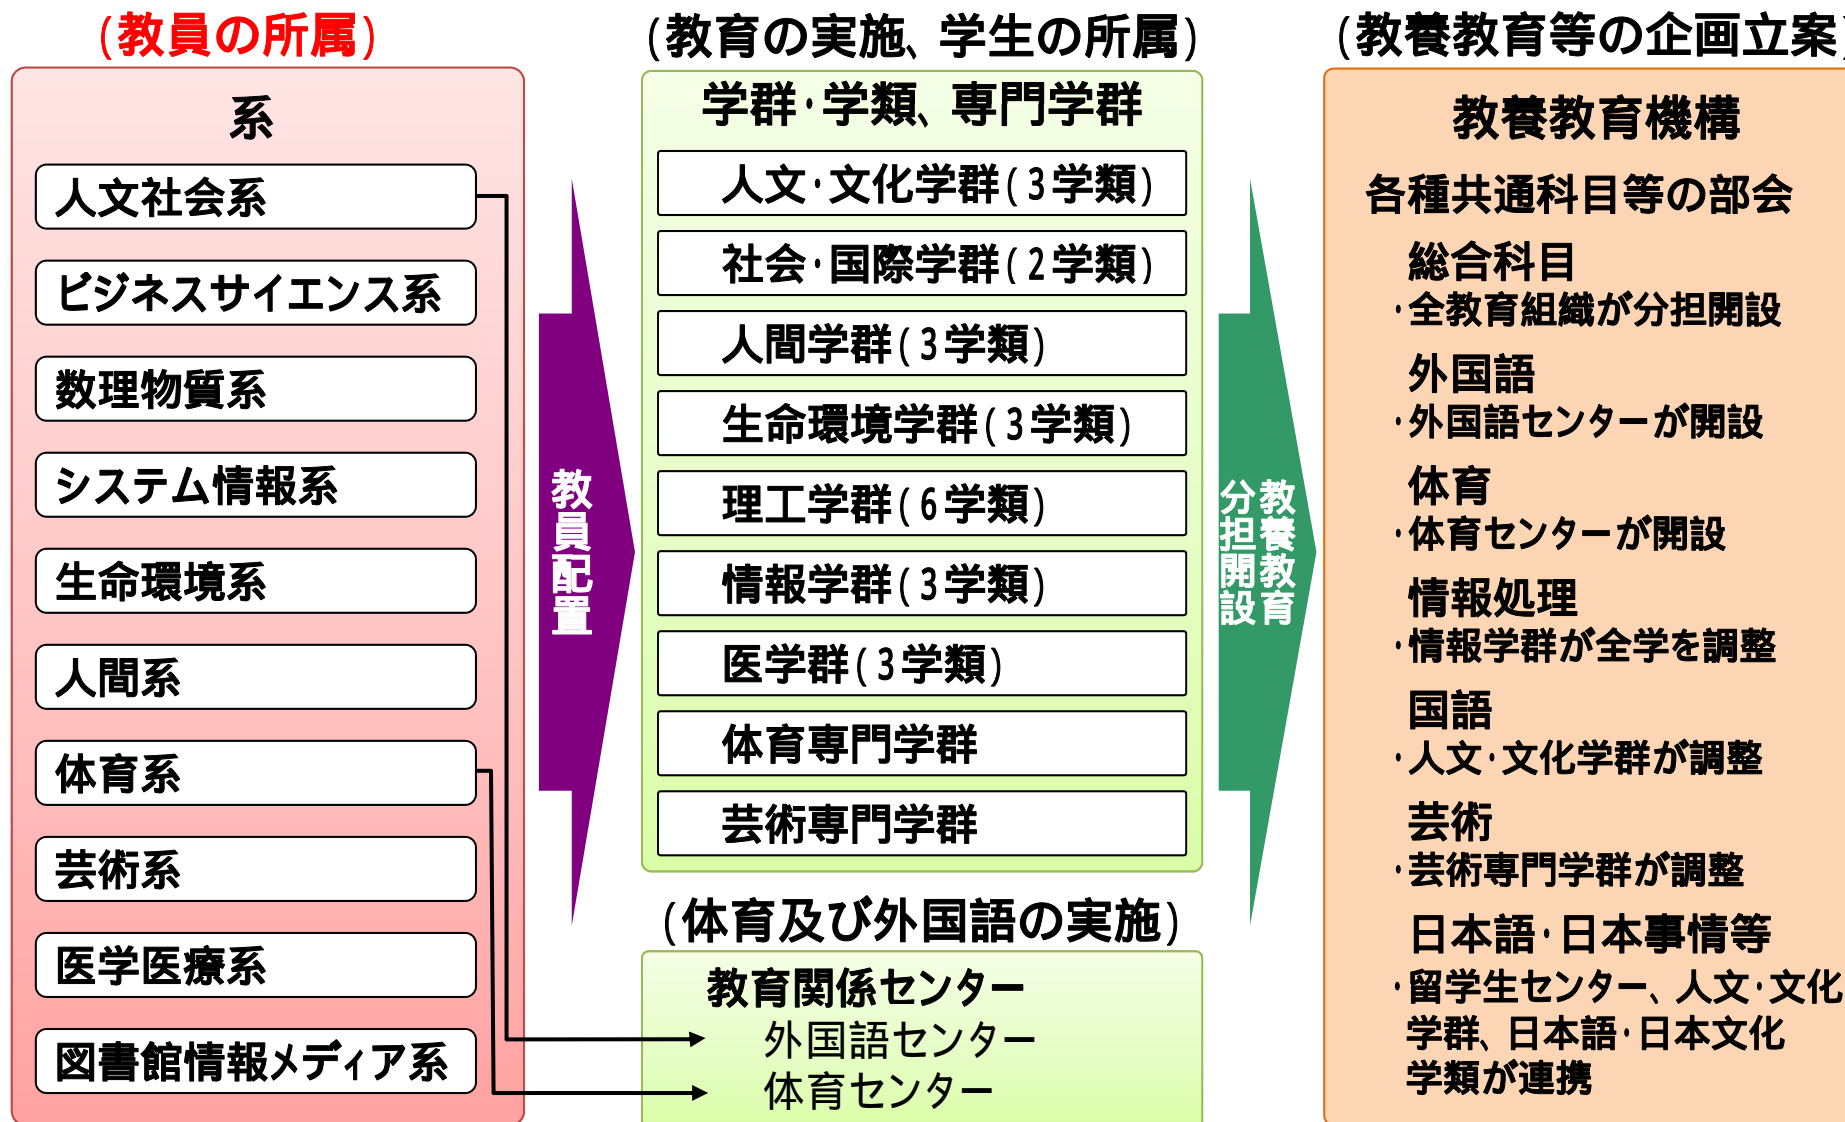 (教員の所属)
系
人文社会系
ビジネスサイエンス系
数理物質系
システム情報系
生命環境系
人間系
体育系
芸術系
医学医療系
図書館情報メディア系
教員配置
(教育の実施、学生の所属)
学群・学類、専門学群
人文・文化学群(3学類)
社会・国際学群(2学類)
人間学群(3学類)
生命環境学群(3学類)
理工学群(6学類)
情報学群(3学類)
医学群(3学類)
体育専門学群
芸術専門学群
(体育及び外国語の実施)
教育関係センター
外国語センター
体育センター
教養教育
分担開設
(教養教育等の企画立案)
教養教育機構
各種共通科目等の部会
総合科目
・全教育組織が分担開設
外国語
・外国語センターが開設
体育
・体育センターが開設
情報処理
・情報学群が全学を調整
国語
・人文・文化学群が調整
芸術
・芸術専門学群が調整
日本語・日本事情等
・留学生センター、人文・文化
学群、日本語・日本文化
学類が連携